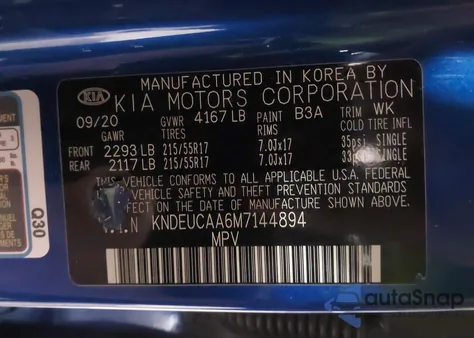 MANUFACTURED IN KOREA BY
KIA KIA MOTORS CORPORATION
09/20 GVWR 4167 LB PAINT B3A TRIM WK
GAWR TIRES RIMS COLD TIRE INFL
FRONT 2293 LB 215/55R17 7.0Jx17 35psi SINGLE
REAR 2117 LB 215/55R17 7.0Jx17 33psi SINGLE
THIS VEHICLE CONFORMS TO ALL APPLICABLE U.S.A. FEDERAL
VEHICLE SAFETY AND THEFT PREVENTION
IN EFFECT ON THE DATE OF MANUFACTURE SHOWN ABOVE.
KNDEUCAA6M7144894
MPV
Q30
autoSnap